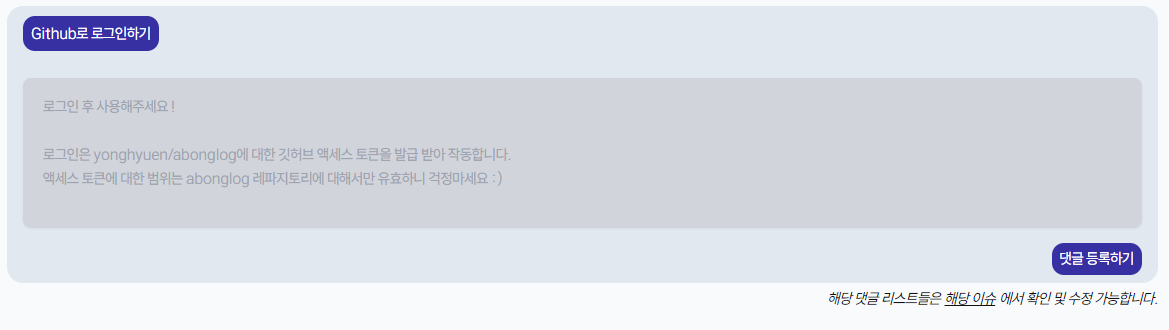 Github로 로그인하기
로그인 후 사용해주세요 !
로그인은 yonghyuen/abonglog에 대한 깃허브 액세스 토큰을 발급 받아 작동합니다.
액세스 토큰에 대한 범위는 abonglog 레파지토리에 대해서만 유효하니 걱정마세요 : )
댓글 등록하기
해당 댓글 리스트들은 해당 이슈 에서 확인 및 수정 가능합니다.